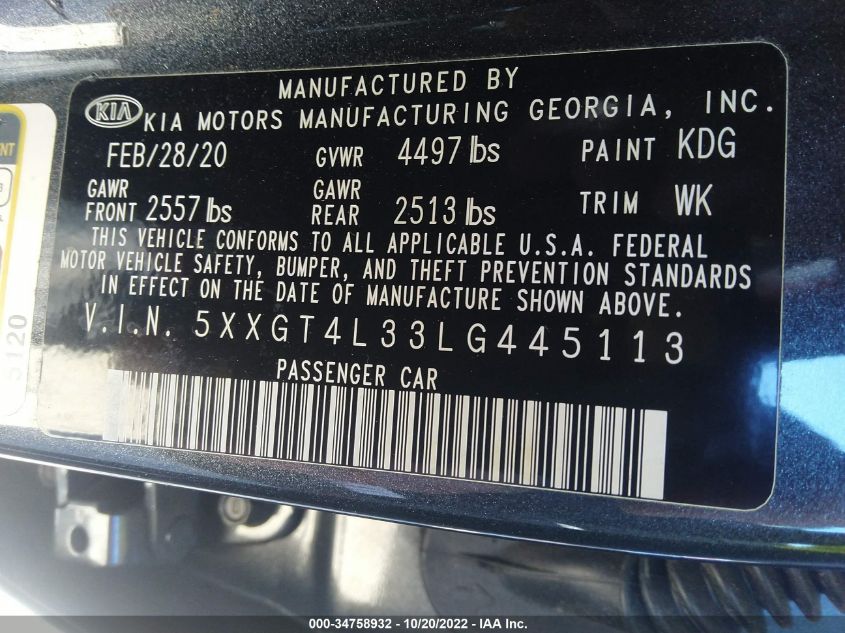 MANUFACTURED BY
KIA KIA MOTORS MANUFACTURING GEORGIA, INC.
FEB/28/20 GVWR 4497 lbs PAINT KDG
GAWR FRONT 2557 lbs GAWR REAR 2513 lbs TRIM WK
THIS VEHICLE CONFORMS TO ALL APPLICABLE U.S.A. FEDERAL
MOTOR VEHICLE SAFETY, BUMPER, AND THEFT PREVENTION STANDARDS
IN EFFECT ON THE DATE OF MANUFACTURE SHOWN ABOVE.
V.I.N. 5XXGT4L33LG445113
PASSENGER CAR
5120
000-34758932 - 10/20/2022 - IAA Inc.